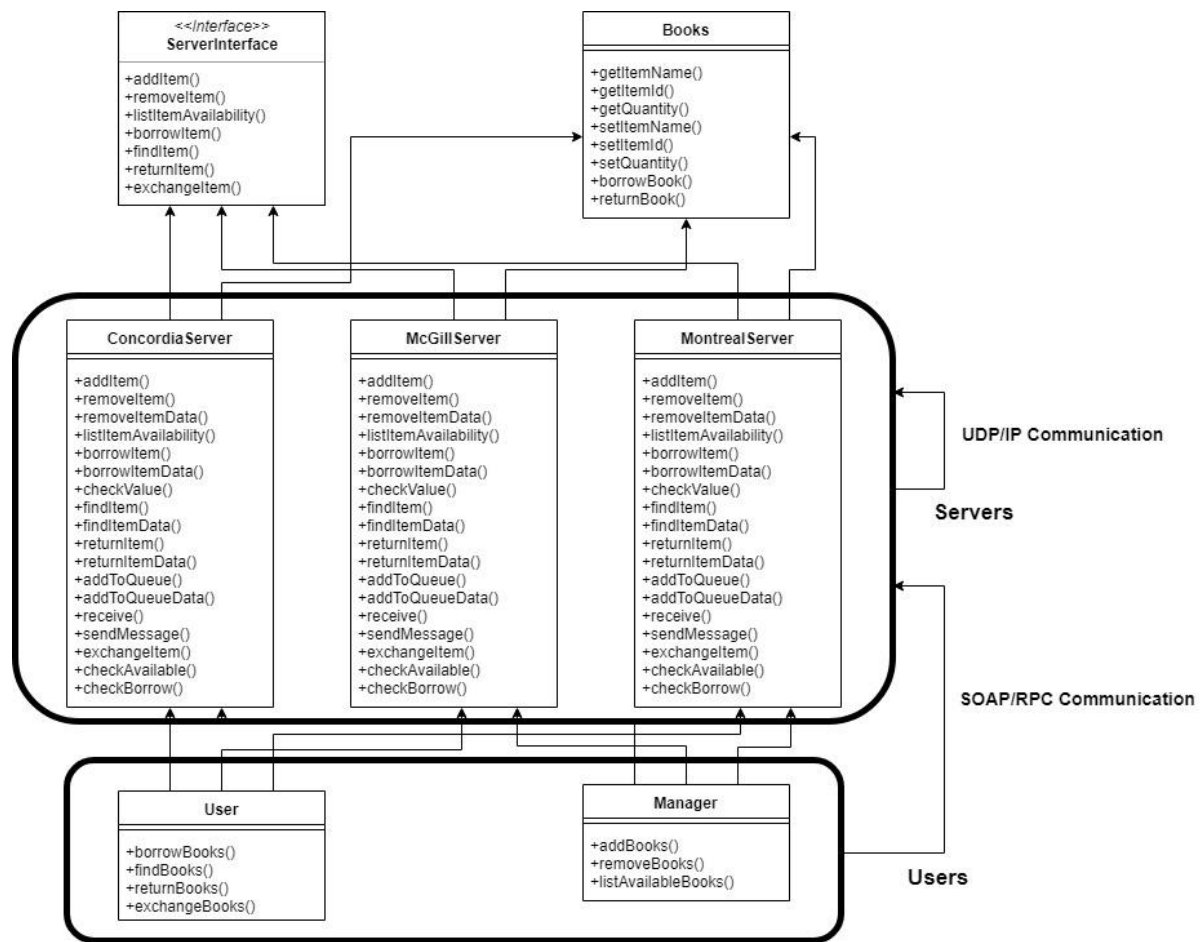 <<Interface>>
ServerInterface
+addItem()
+removeItem()
+listItemAvailability()
+borrowItem()
+findItem()
+returnItem()
+exchangeItem()
Books
+getItemName()
+getItemId()
+getQuantity()
+setItemName()
+setItemId()
+setQuantity()
+borrowBook()
+returnBook()
ConcordiaServer
+addItem()
+removeItem()
+removeItemData()
+listItemAvailability()
+borrowItem()
+borrowItemData()
+checkValue()
+findItem()
+findItemData()
+returnItem()
+returnItemData()
+addToQueue()
+addToQueueData()
+receive()
+sendMessage()
+exchangeItem()
+checkAvailable()
+checkBorrow()
McGillServer
+addItem()
+removeItem()
+removeItemData()
+listItemAvailability()
+borrowItem()
+borrowItemData()
+checkValue()
+findItem()
+findItemData()
+returnItem()
+returnItemData()
+addToQueue()
+addToQueueData()
+receive()
+sendMessage()
+exchangeItem()
+checkAvailable()
+checkBorrow()
MontrealServer
+addItem()
+removeItem()
+removeItemData()
+listItemAvailability()
+borrowItem()
+borrowItemData()
+checkValue()
+findItem()
+findItemData()
+returnItem()
+returnItemData()
+addToQueue()
+addToQueueData()
+receive()
+sendMessage()
+exchangeItem()
+checkAvailable()
+checkBorrow()
UDP/IP Communication
Servers
SOAP/RPC Communication
User
+borrowBooks()
+findBooks()
+returnBooks()
+exchangeBooks()
Manager
+addBooks()
+removeBooks()
+listAvailableBooks()
Users